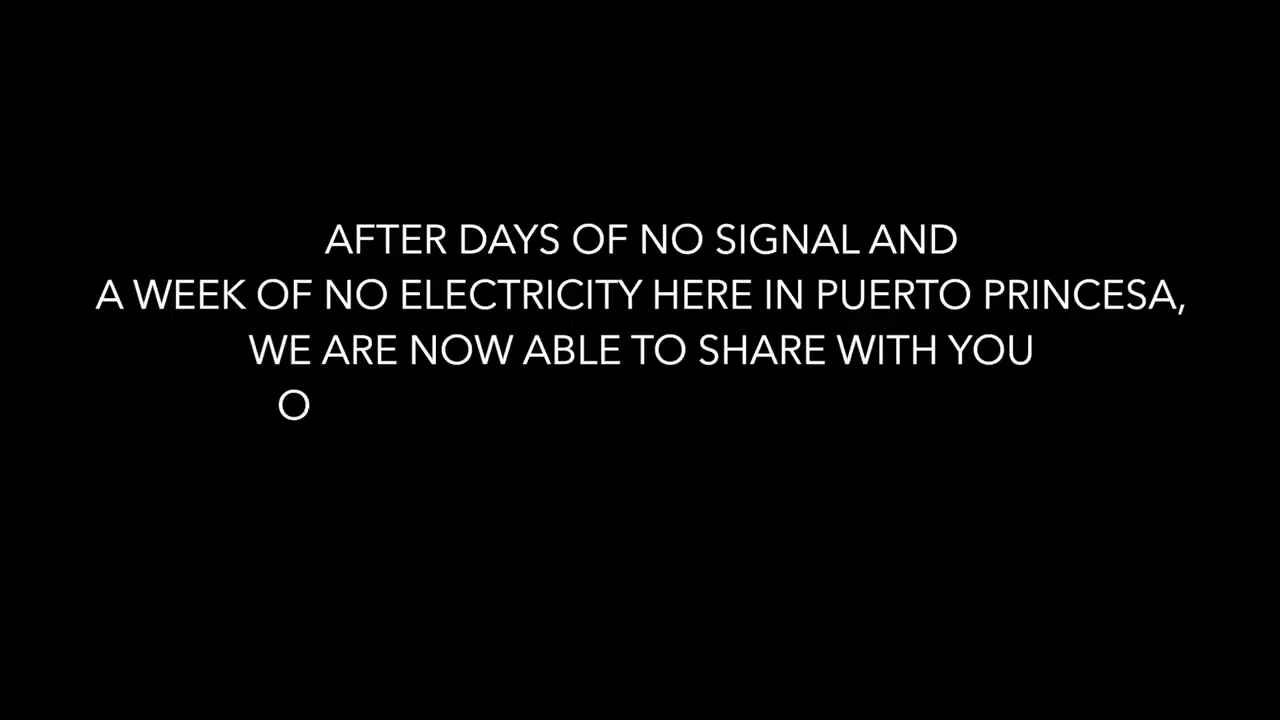 AFTER DAYS OF NO SIGNAL AND
A WEEK OF NO ELECTRICITY HERE IN PUERTO PRINCESA,
WE ARE NOW ABLE TO SHARE WITH YOU
O